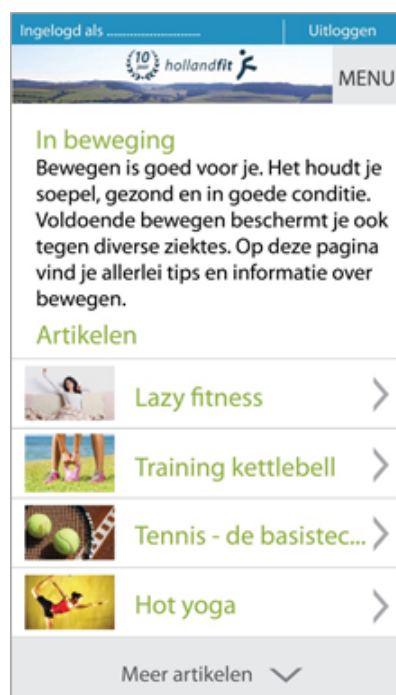 Ingelogd als ........................... Uitloggen
10 jaar hollandfit
MENU
In beweging
Bewegen is goed voor je. Het houdt je
soepel, gezond en in goede conditie.
Voldoende bewegen beschermt je ook
tegen diverse ziektes. Op deze pagina
vind je allerlei tips en informatie over
bewegen.
Artikelen
Lazy fitness
Training kettlebell
Tennis - de basistec...
Hot yoga
Meer artikelen